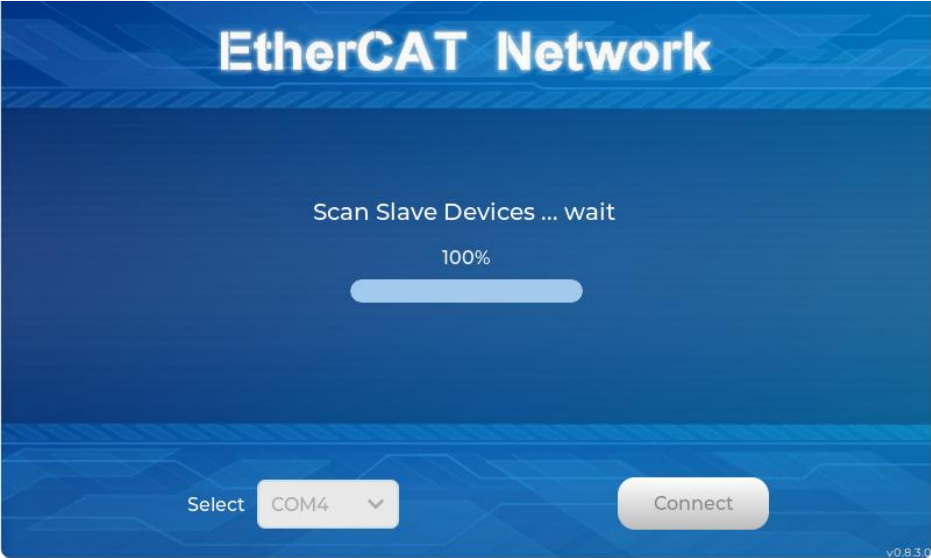 EtherCAT Network
Scan Slave Devices ... wait
100%
Select COM4 Connect
v0.8.3.0